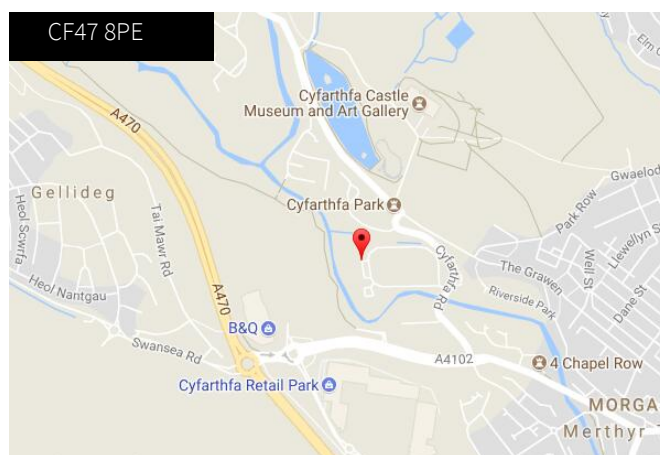 CF47 8PE
Cyfarthfa Castle
Museum and Art Gallery
A470
Gellideg
Heol Scwrfa
Tai Mawr Rd
Heol Nantgau
Swansea Rd
A470
Cyfarthfa Park
Cyfarthfa Rd
Gwaelod
Park Row
Llewellyn S
Well St
Dane St
The Grawen
Riverside Park
B&Q
A4102
4 Chapel Row
Cyfarthfa Retail Park
MORGA
Merthyr